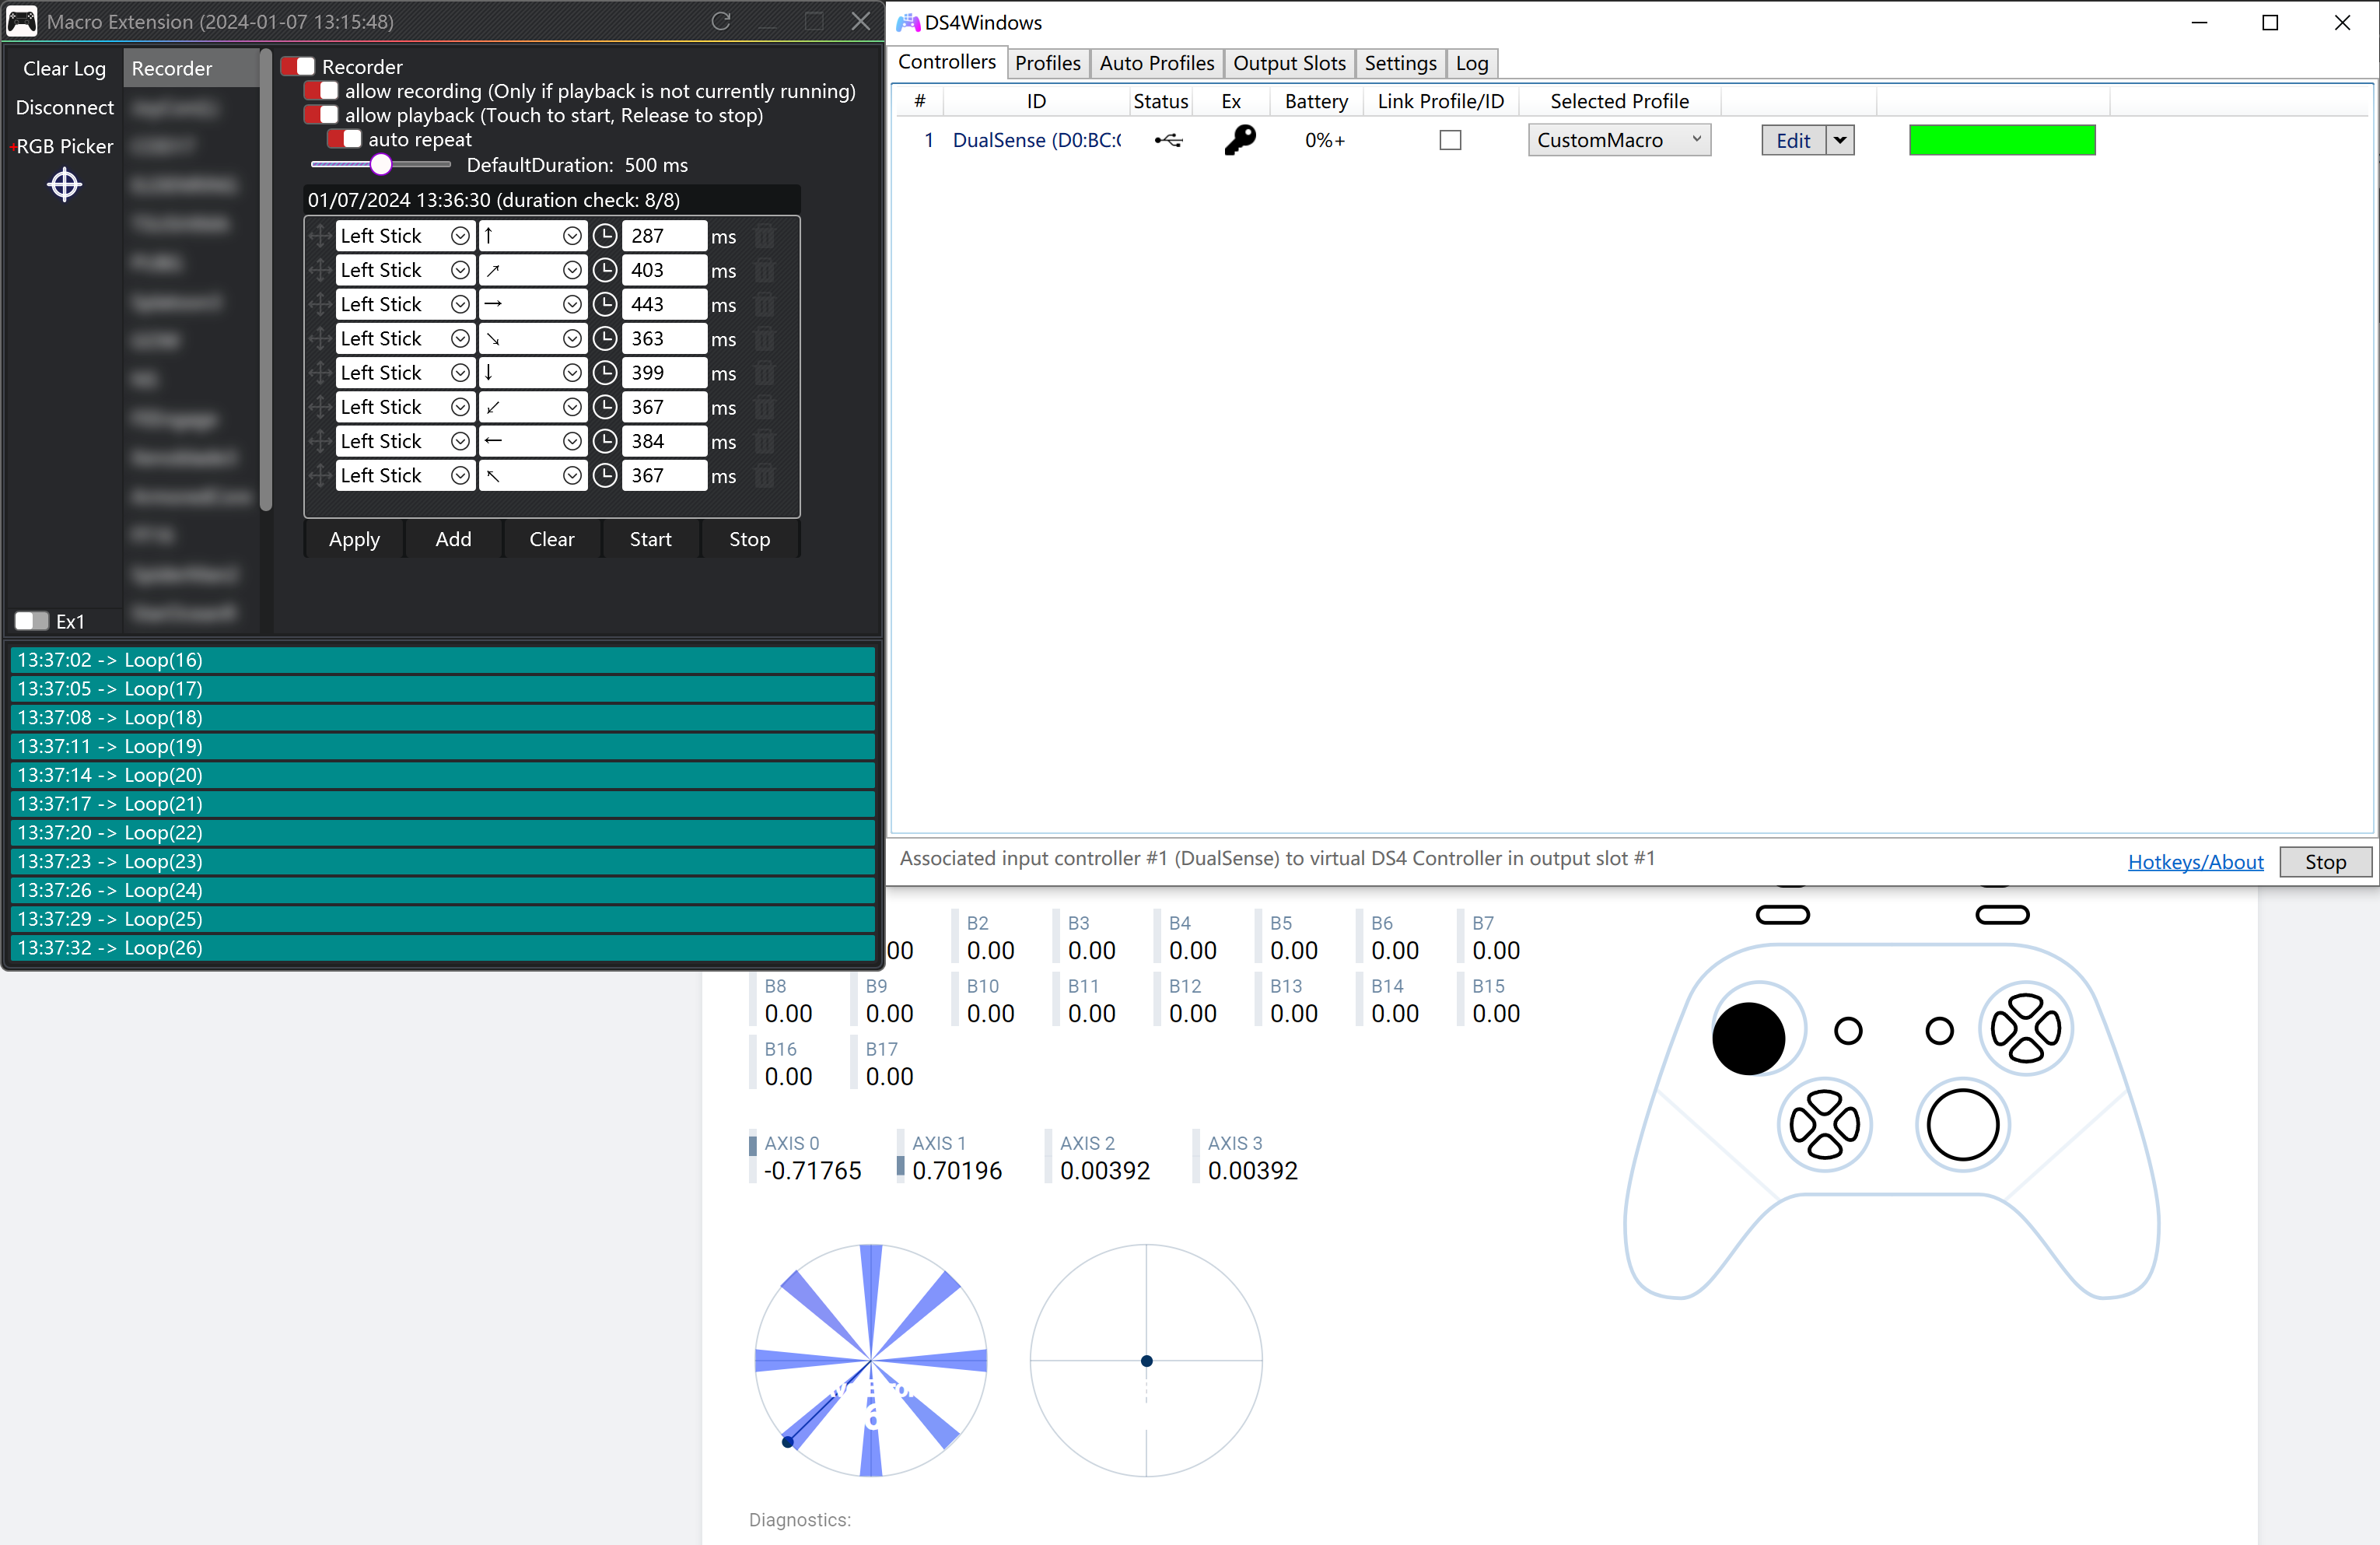 Macro Extension (2024-01-07 13:15:48)
Clear Log
Disconnect
+RGB Picker
Ex1
Recorder
Recorder
allow recording (Only if playback is not currently running)
allow playback (Touch to start, Release to stop)
auto repeat
DefaultDuration: 500 ms
01/07/2024 13:36:30 (duration check: 8/8)
Left Stick ↑ 287 ms
Left Stick ↗ 403 ms
Left Stick → 443 ms
Left Stick ↘ 363 ms
Left Stick ↓ 399 ms
Left Stick ↙ 367 ms
Left Stick ← 384 ms
Left Stick ↖ 367 ms
Apply Add Clear Start Stop
13:37:02 -> Loop(16)
13:37:05 -> Loop(17)
13:37:08 -> Loop(18)
13:37:11 -> Loop(19)
13:37:14 -> Loop(20)
13:37:17 -> Loop(21)
13:37:20 -> Loop(22)
13:37:23 -> Loop(23)
13:37:26 -> Loop(24)
13:37:29 -> Loop(25)
13:37:32 -> Loop(26)
DS4Windows
Controllers Profiles Auto Profiles Output Slots Settings Log
# ID Status Ex Battery Link Profile/ID Selected Profile
1 DualSense (D0:BC: 0%+ CustomMacro Edit
Associated input controller #1 (DualSense) to virtual DS4 Controller in output slot #1
Hotkeys/About Stop
B2 B3 B4 B5 B6 B7
00 0.00 0.00 0.00 0.00 0.00 0.00
B8 B9 B10 B11 B12 B13 B14 B15
0.00 0.00 0.00 0.00 0.00 0.00 0.00 0.00
B16 B17
0.00 0.00
AXIS 0 AXIS 1 AXIS 2 AXIS 3
-0.71765 0.70196 0.00392 0.00392
Diagnostics: